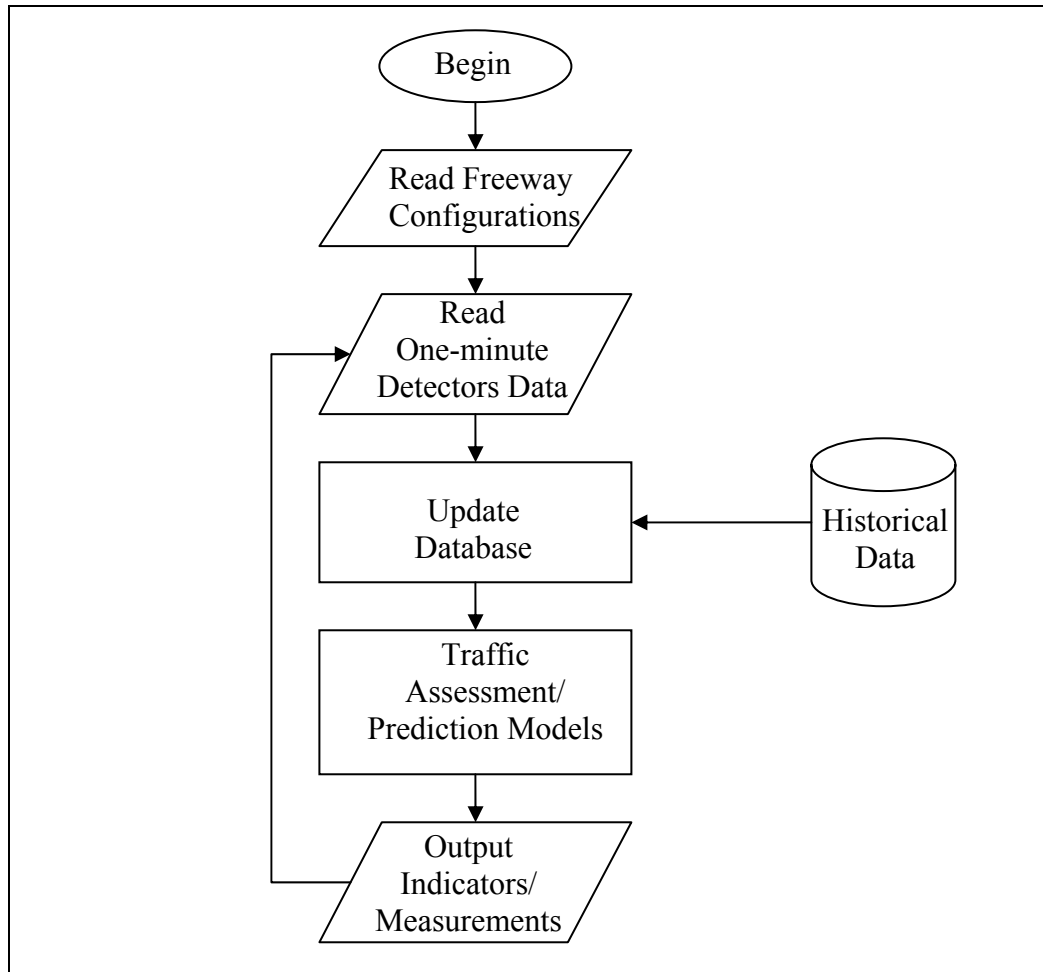 Begin
Read Freeway
Configurations
Read
One-minute
Detectors Data
Update
Database
Historical
Data
Traffic
Assessment/
Prediction Models
Output
Indicators/
Measurements